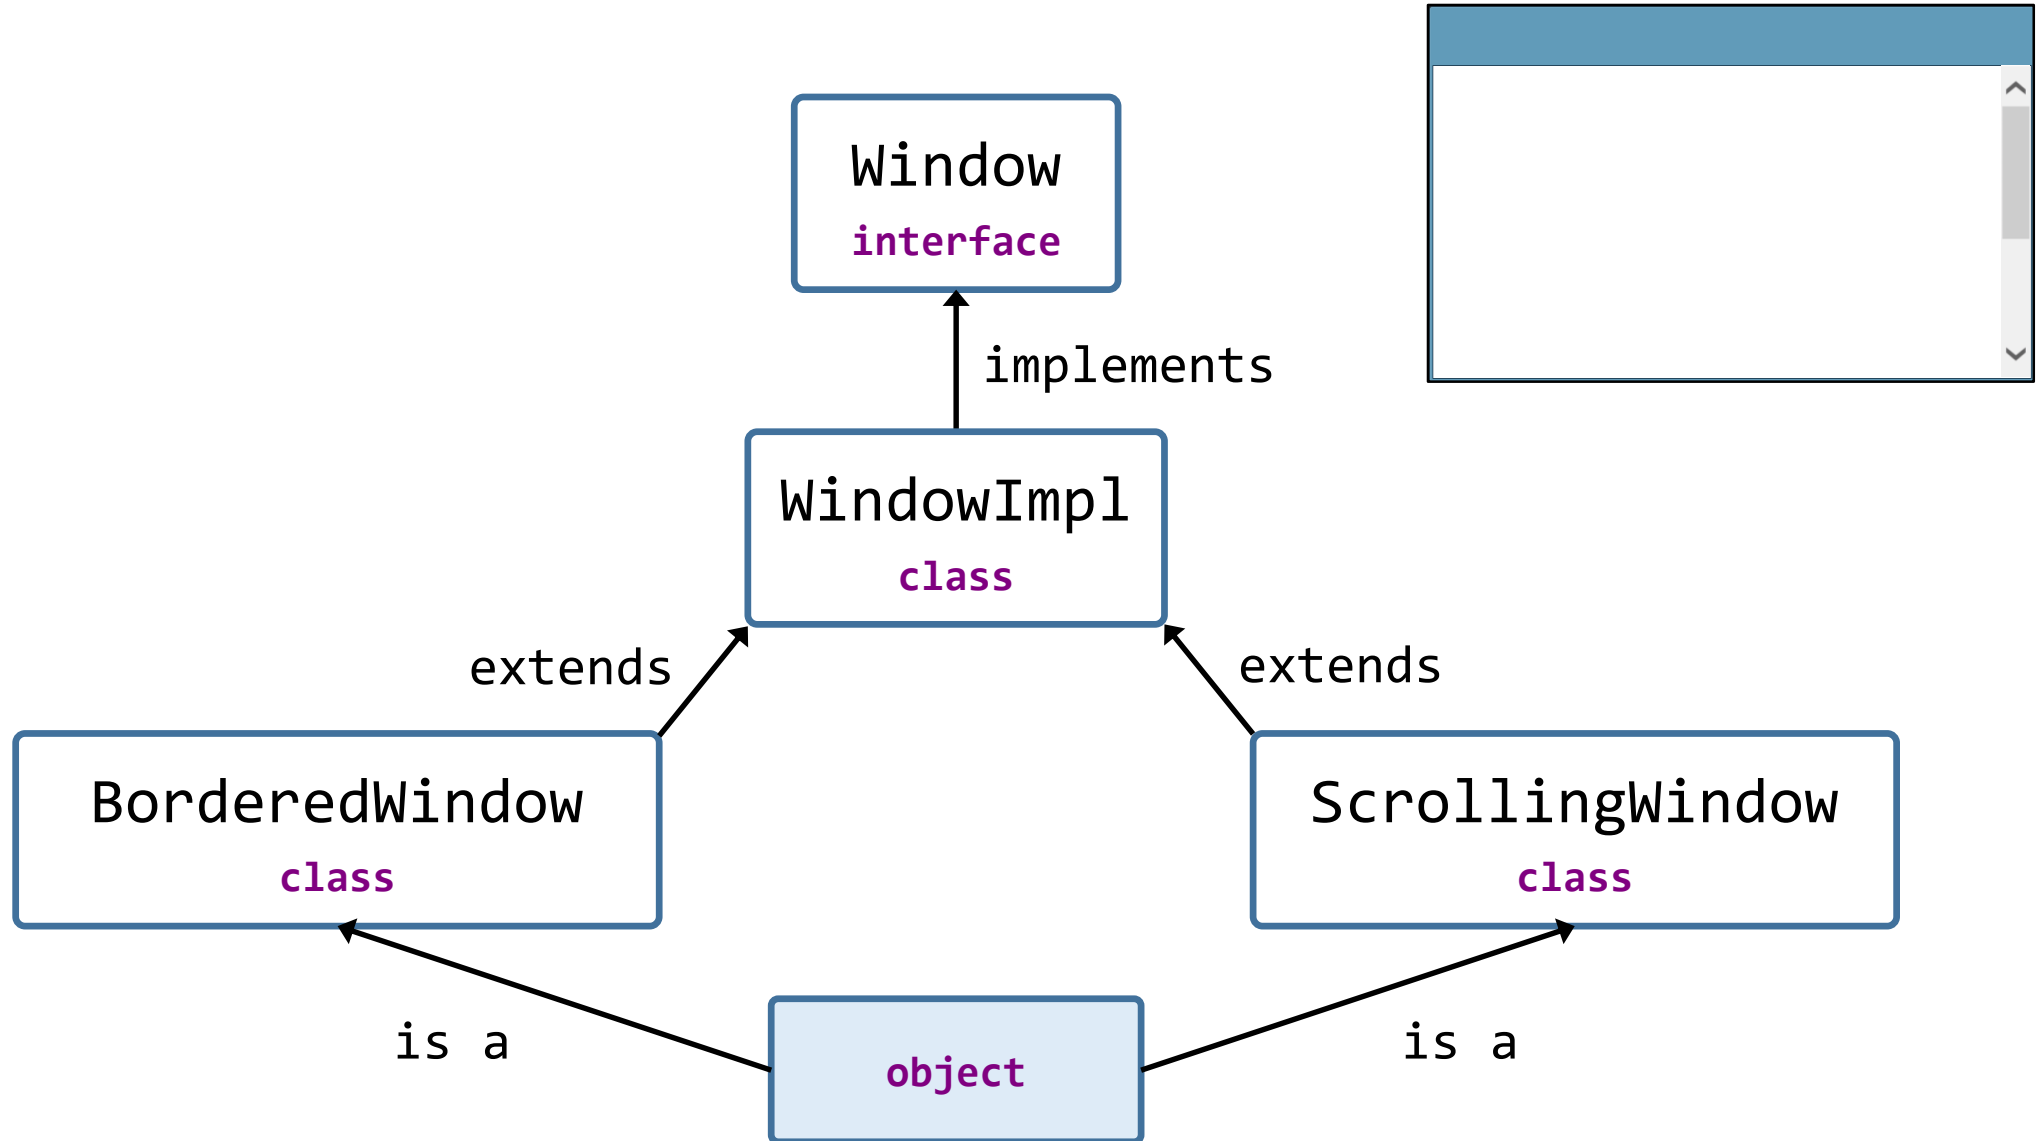 Window
interface
implements
WindowImpl
class
extends
extends
BorderedWindow
class
ScrollingWindow
class
is a
object
is a